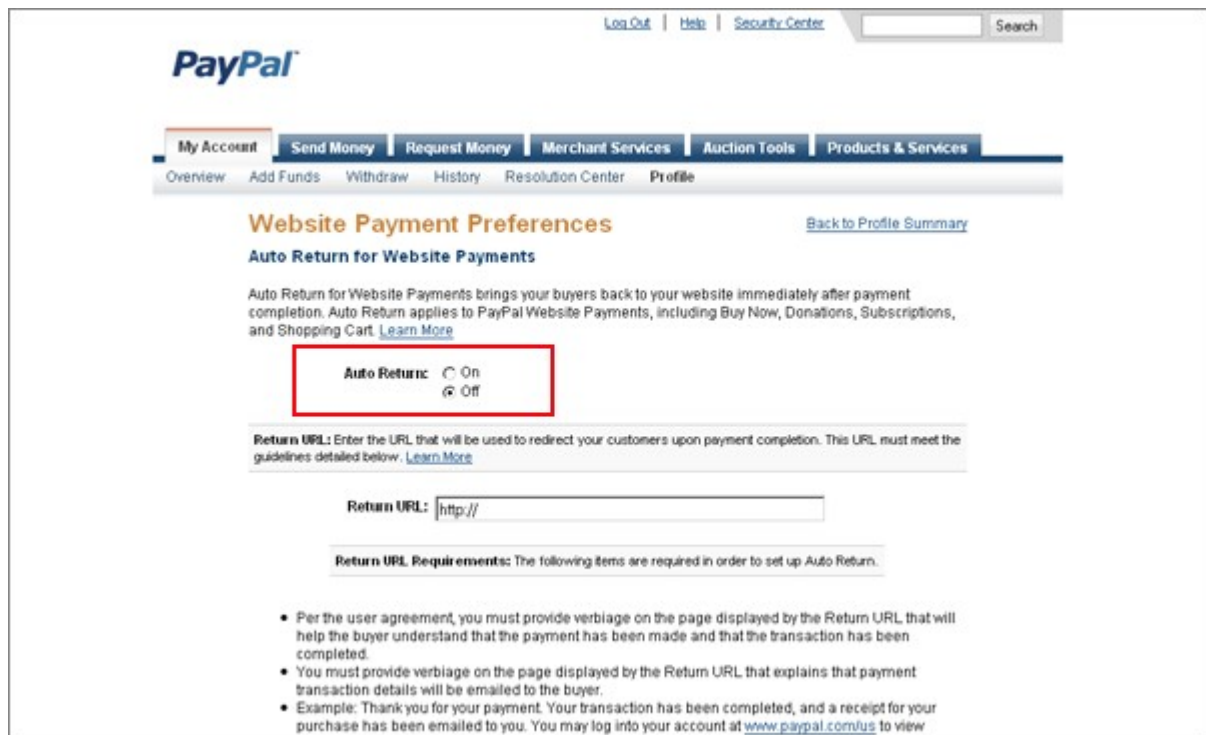 Log Out | Help | Security Center Search
PayPal
My Account Send Money Request Money Merchant Services Auction Tools Products & Services
Overview Add Funds Withdraw History Resolution Center Profile
Website Payment Preferences Back to Profile Summary
Auto Return for Website Payments
Auto Return for Website Payments brings your buyers back to your website immediately after payment
completion. Auto Return applies to PayPal Website Payments, including Buy Now, Donations, Subscriptions,
and Shopping Cart. Learn More
Auto Return: On
Off
Return URL: Enter the URL that will be used to redirect your customers upon payment completion. This URL must meet the
guidelines detailed below. Learn More
Return URL: http://
Return URL Requirements: The following items are required in order to set up Auto Return.
• Per the user agreement, you must provide verbiage on the page displayed by the Return URL that will
help the buyer understand that the payment has been made and that the transaction has been
completed.
• You must provide verbiage on the page displayed by the Return URL that explains that payment
transaction details will be emailed to the buyer.
• Example: Thank you for your payment. Your transaction has been completed, and a receipt for your
purchase has been emailed to you. You may log into your account at www.paypal.com/us to view